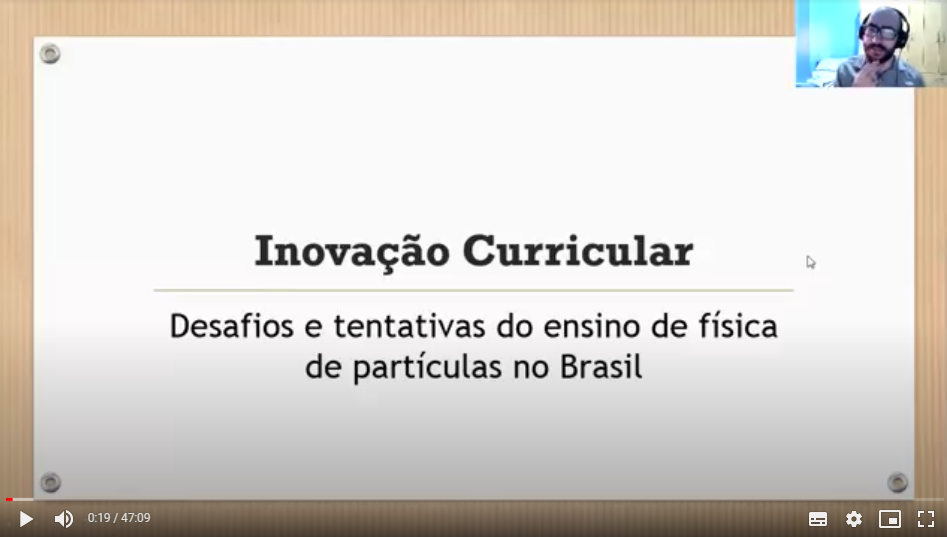 Inovação Curricular
Desafios e tentativas do ensino de física
de partículas no Brasil
0:19 / 47:09